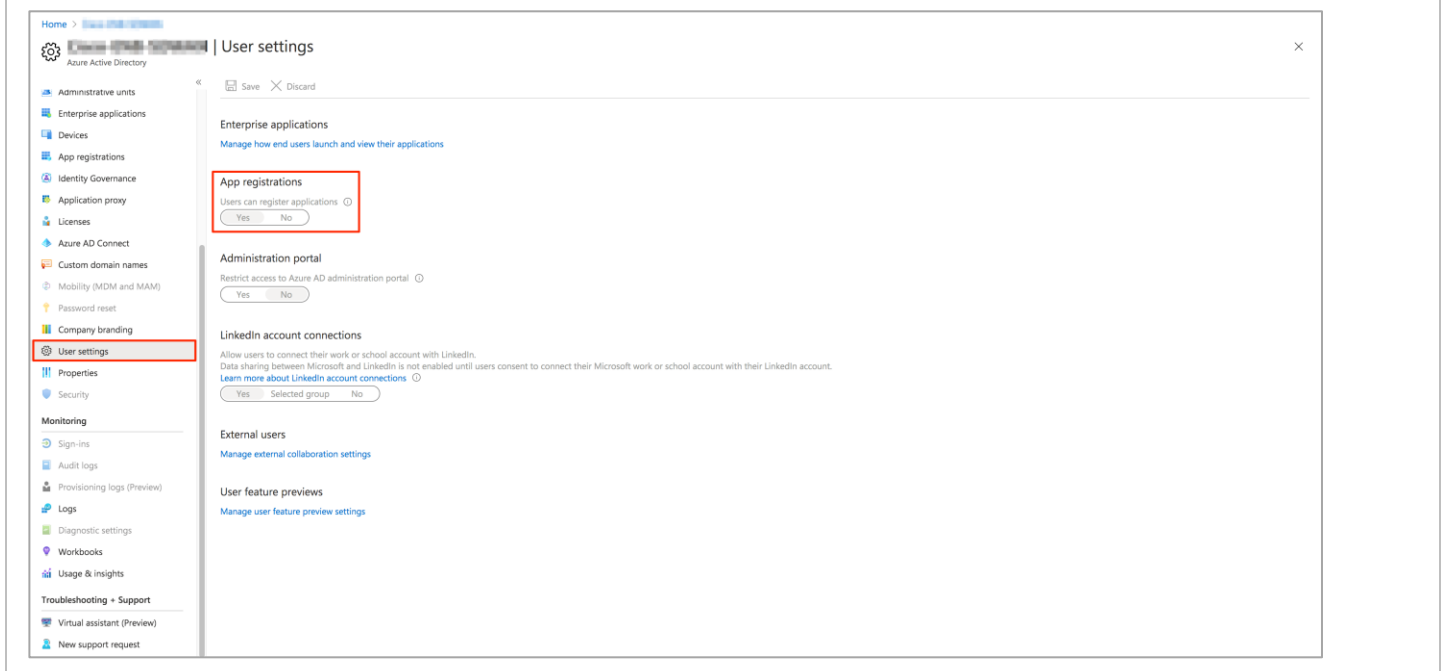 Home >
| User settings
Azure Active Directory
«
Save Discard
Administrative units
Enterprise applications
Devices
App registrations
Identity Governance
Application proxy
Licenses
Azure AD Connect
Custom domain names
Mobility (MDM and MAM)
Password reset
Company branding
User settings
Properties
Security
Monitoring
Sign-ins
Audit logs
Provisioning logs (Preview)
Logs
Diagnostic settings
Workbooks
Usage & insights
Troubleshooting + Support
Virtual assistant (Preview)
New support request
Enterprise applications
Manage how end users launch and view their applications
App registrations
Users can register applications
Yes No
Administration portal
Restrict access to Azure AD administration portal
Yes No
LinkedIn account connections
Allow users to connect their work or school account with LinkedIn.
Data sharing between Microsoft and LinkedIn is not enabled until users consent to connect their Microsoft work or school account with their LinkedIn account.
Learn more about LinkedIn account connections
Yes Selected group No
External users
Manage external collaboration settings
User feature previews
Manage user feature preview settings